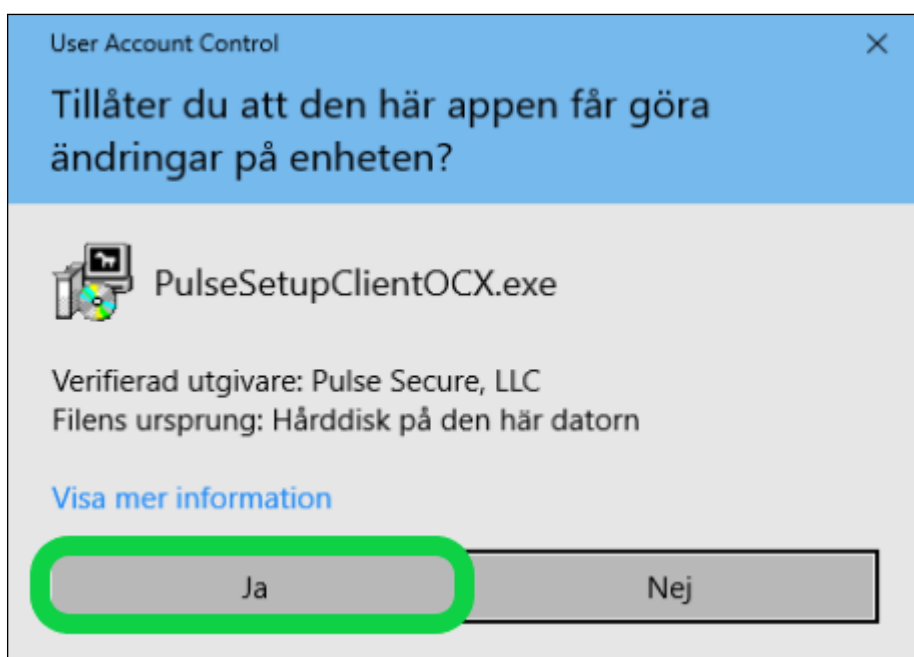 User Account Control
Tillåter du att den här appen får göra
ändringar på enheten?
PulseSetupClientOCX.exe
Verifierad utgivare: Pulse Secure, LLC
Filens ursprung: Hårddisk på den här datorn
Visa mer information
Ja
Nej